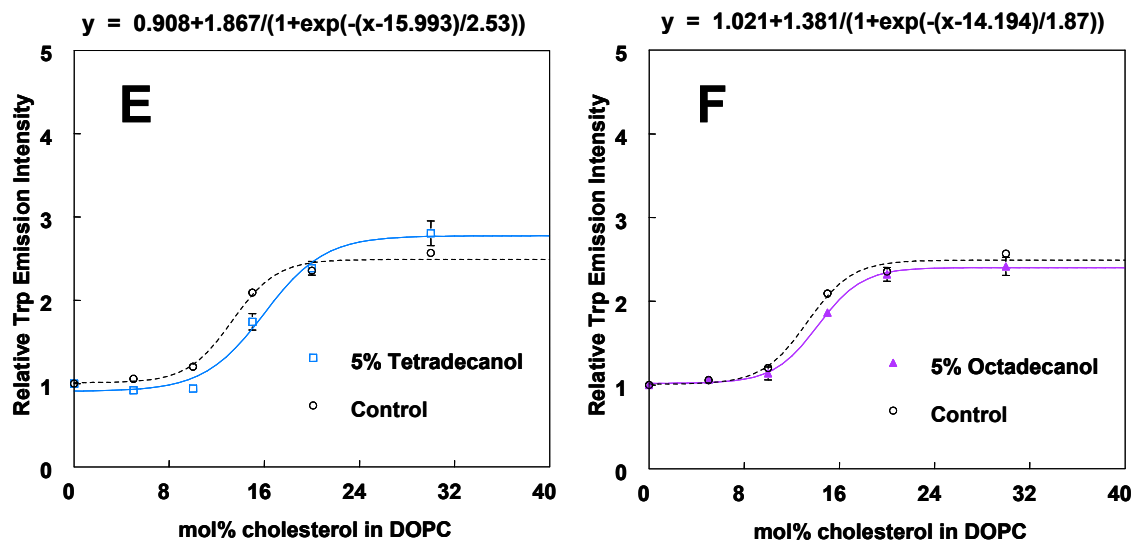 y = 0.908+1.867/(1+exp(-(x-15.993)/2.53))
5
4
3
2
1
0
0 8 16 24 32 40
E
Relative Trp Emission Intensity
mol% cholesterol in DOPC
5% Tetradecanol
Control
y = 1.021+1.381/(1+exp(-(x-14.194)/1.87))
5
4
3
2
1
0
0 8 16 24 32 40
F
Relative Trp Emission Intensity
mol% cholesterol in DOPC
5% Octadecanol
Control